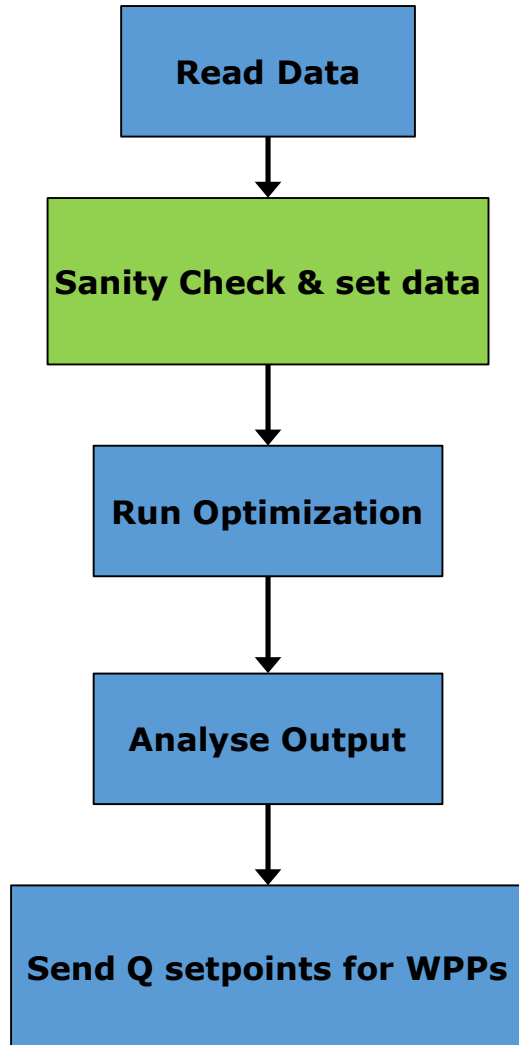 Read Data
Sanity Check & set data
Run Optimization
Analyse Output
Send Q setpoints for WPPs